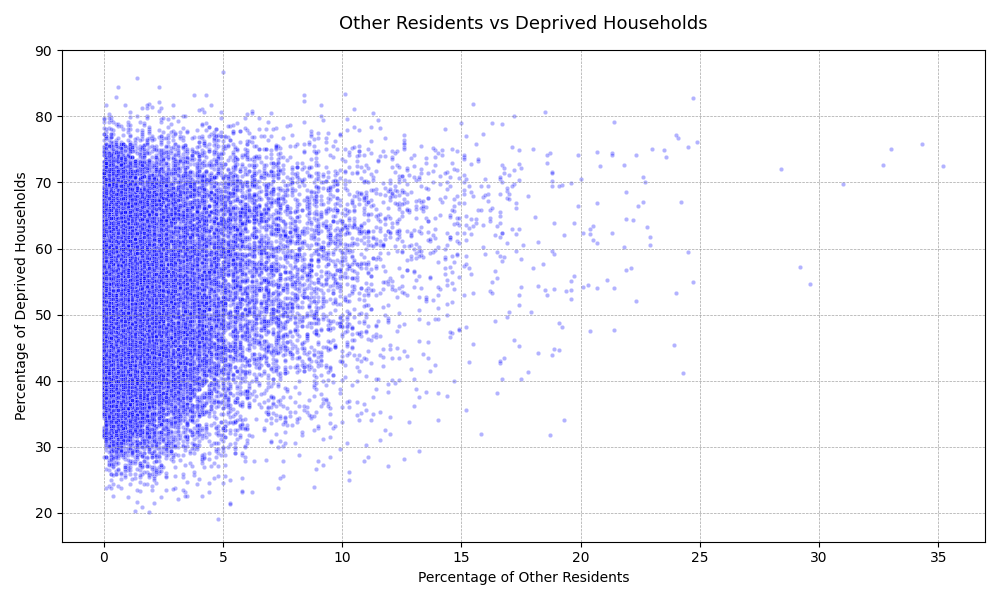 Other Residents vs Deprived Households
90
80
70
60
50
40
30
20
Percentage of Deprived Households
0 5 10 15 20 25 30 35
Percentage of Other Residents